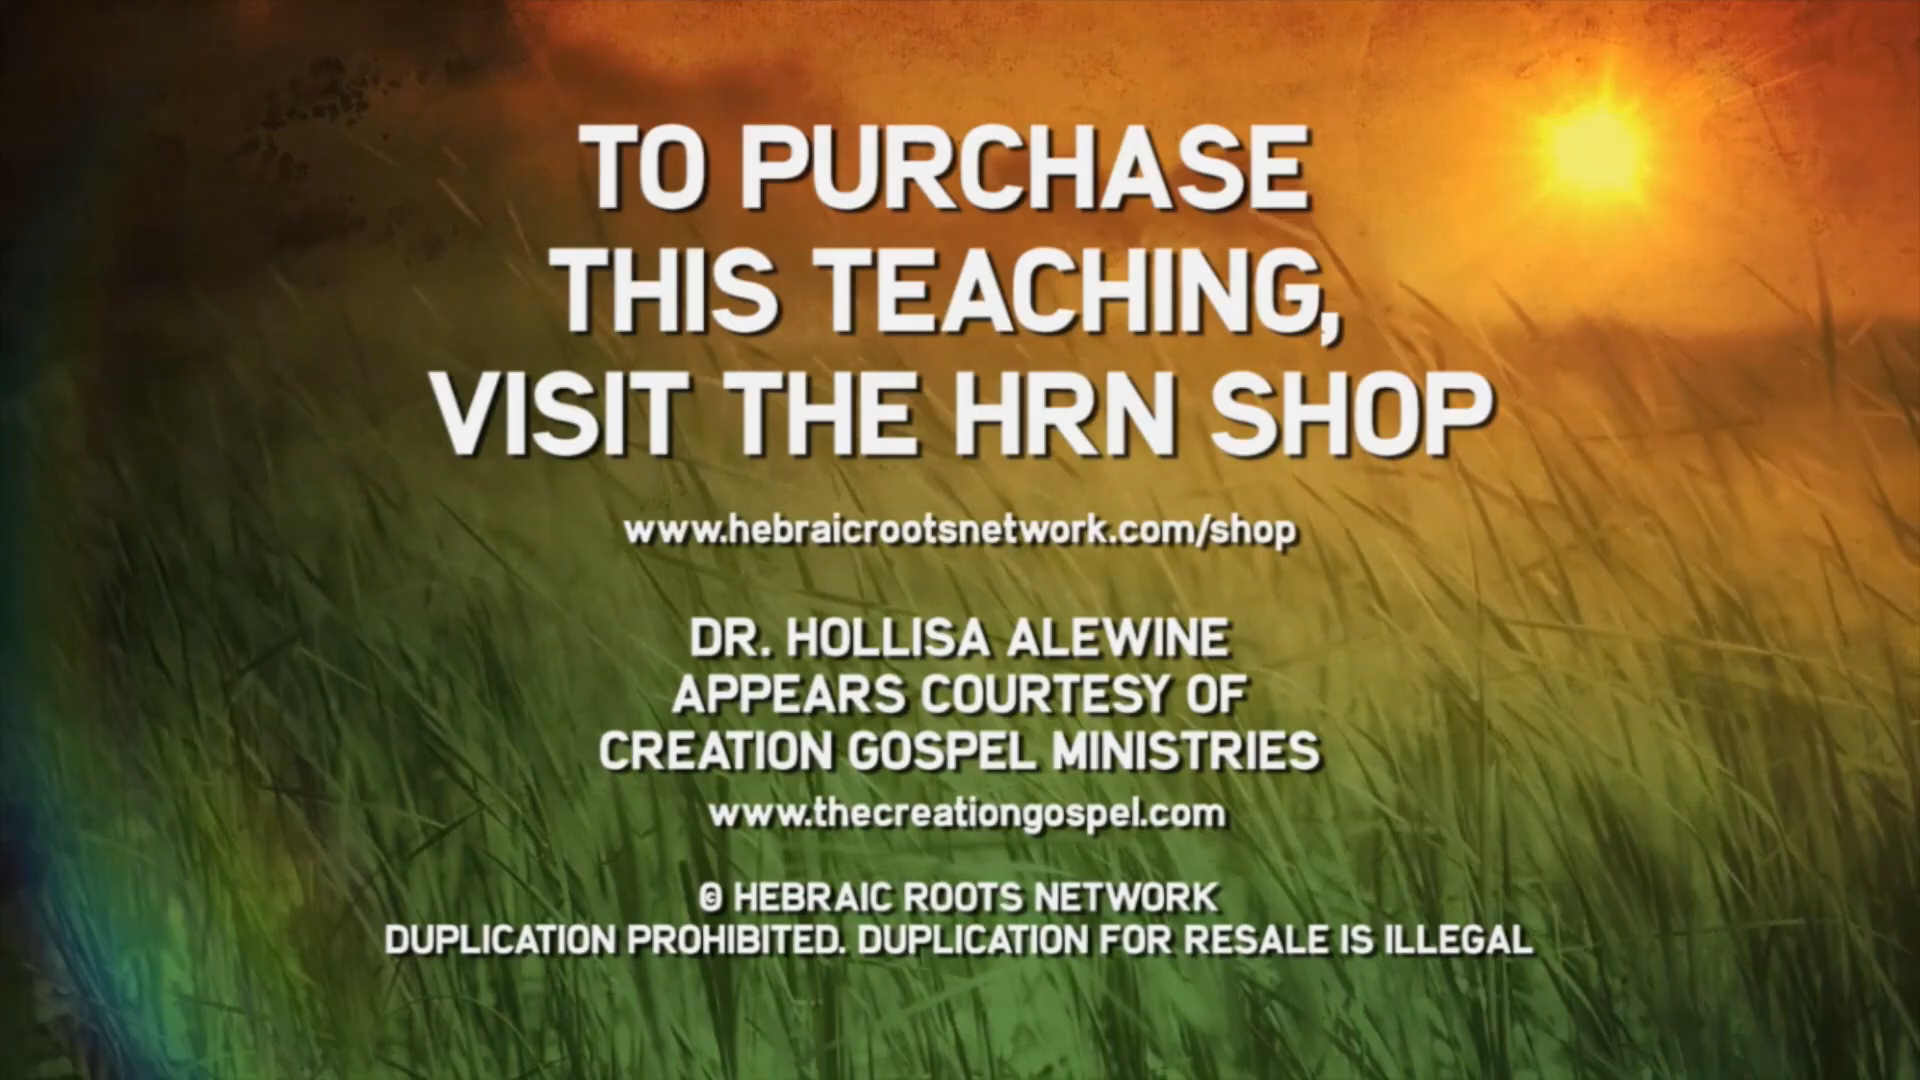 TO PURCHASE
THIS TEACHING,
VISIT THE HRN SHOP
www.hebraicrootsnetwork.com/shop
DR. HOLLISA ALEWINE
APPEARS COURTESY OF
CREATION GOSPEL MINISTRIES
www.thecreationgospel.com
© HEBRAIC ROOTS NETWORK
DUPLICATION PROHIBITED. DUPLICATION FOR RESALE IS ILLEGAL